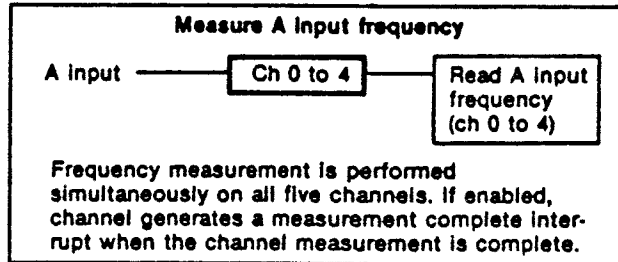 Measure A Input frequency
A Input
Ch 0 to 4
Read A Input
frequency
(ch 0 to 4)
Frequency measurement is performed
simultaneously on all five channels. If enabled,
channel generates a measurement complete inter-
rupt when the channel measurement is complete.